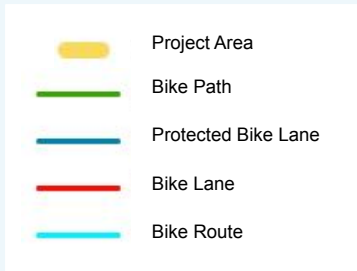 Project Area
Bike Path
Protected Bike Lane
Bike Lane
Bike Route